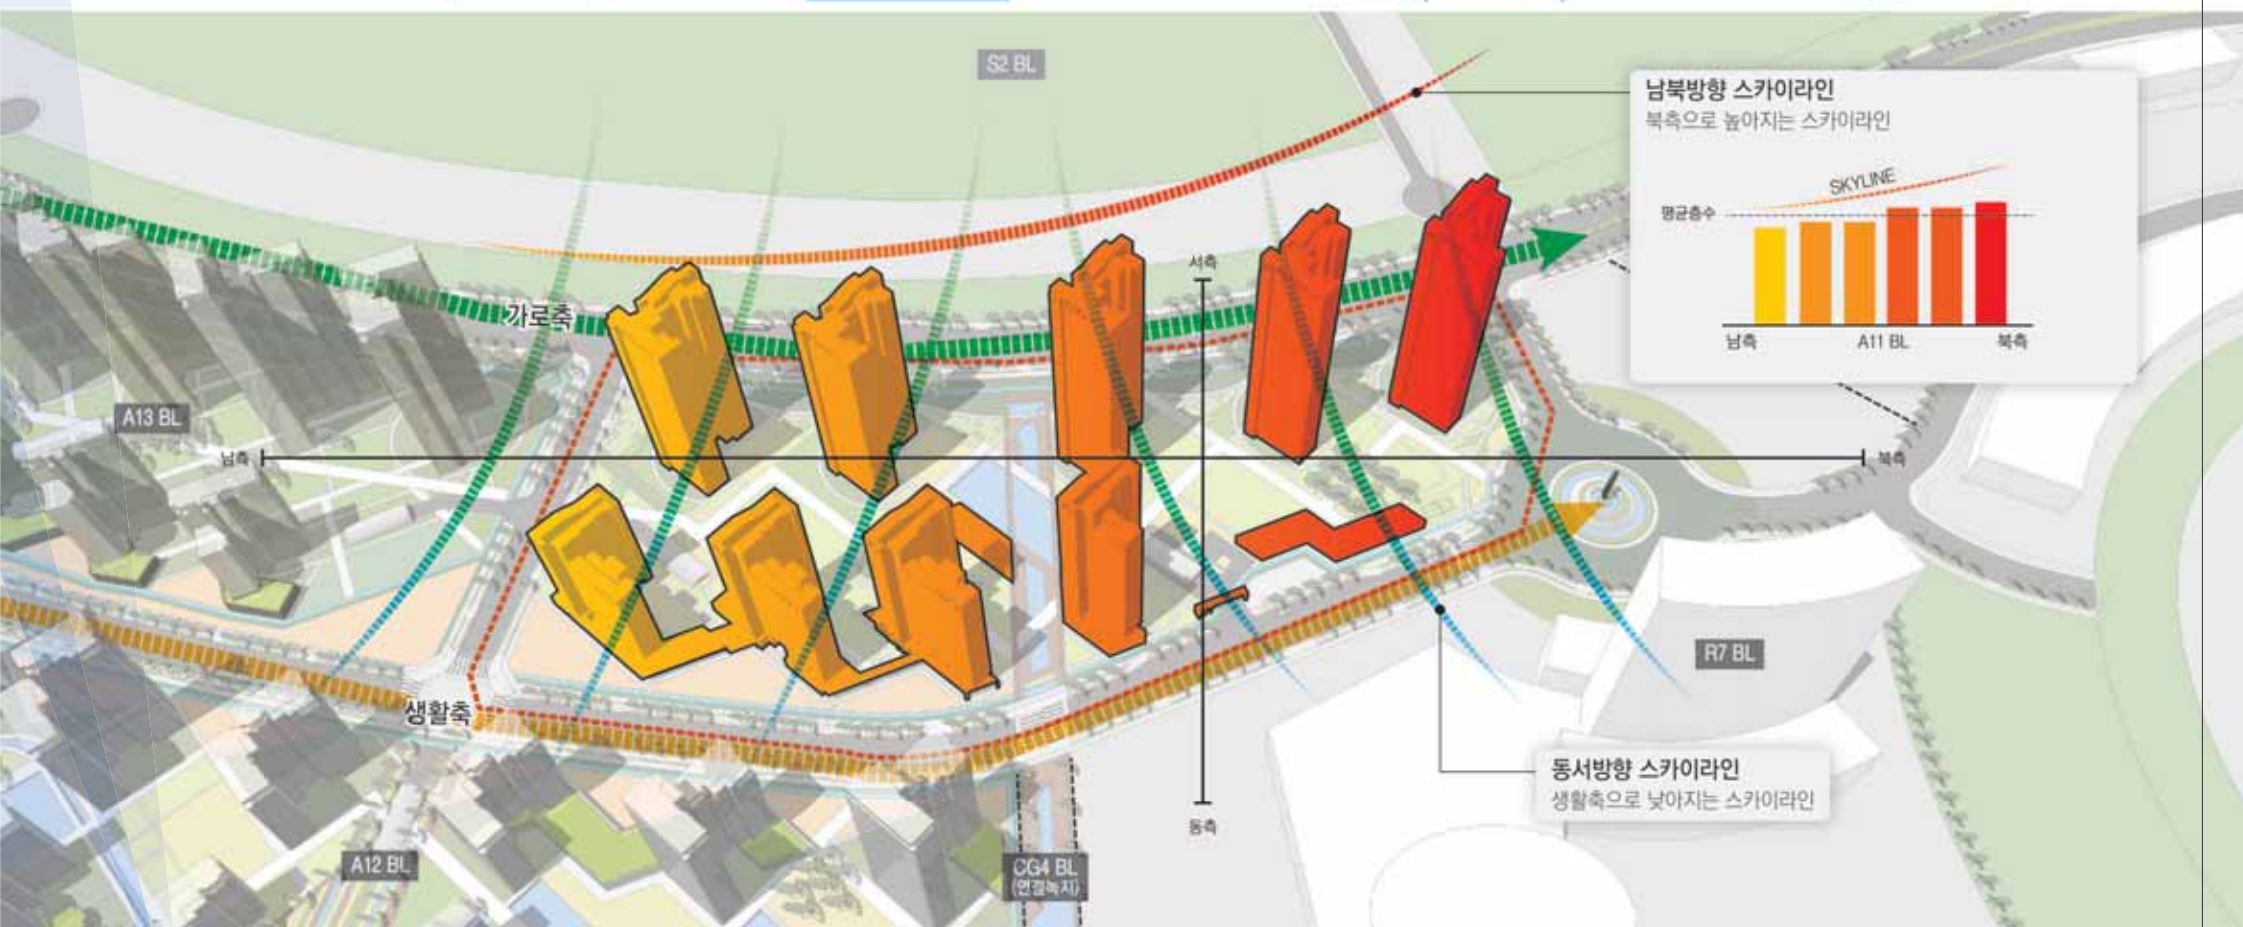 S2 BL
남북방향 스카이라인
북측으로 높아지는 스카이라인
SKYLINE
평균층수
남측
A11 BL
북측
서측
가로축
A13 BL
남측
북측
생활축
R7 BL
동서방향 스카이라인
생활축으로 낮아지는 스카이라인
동측
A12 BL
CG4 BL
(연결녹지)